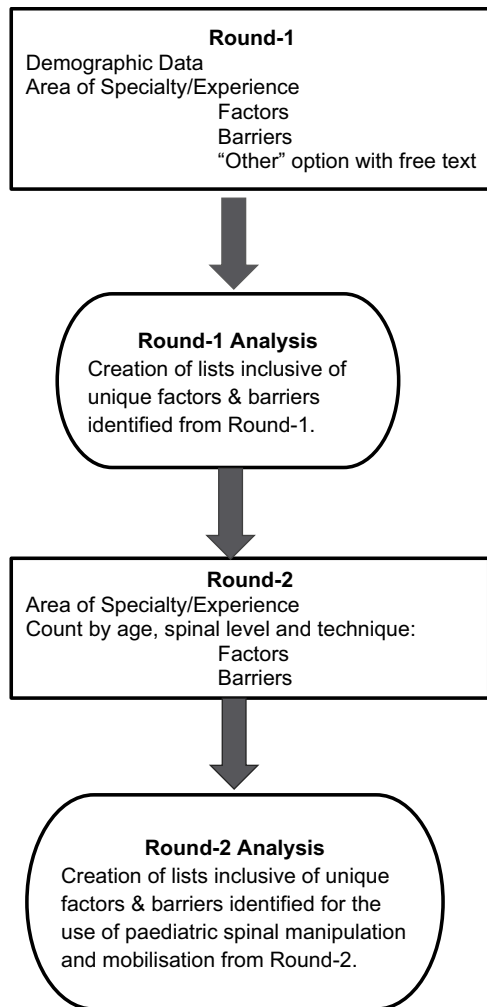 Round-1
Demographic Data
Area of Specialty/Experience
Factors
Barriers
“Other” option with free text
Round-1 Analysis
Creation of lists inclusive of
unique factors & barriers
identified from Round-1.
Round-2
Area of Specialty/Experience
Count by age, spinal level and technique:
Factors
Barriers
Round-2 Analysis
Creation of lists inclusive of unique
factors & barriers identified for the
use of paediatric spinal manipulation
and mobilisation from Round-2.